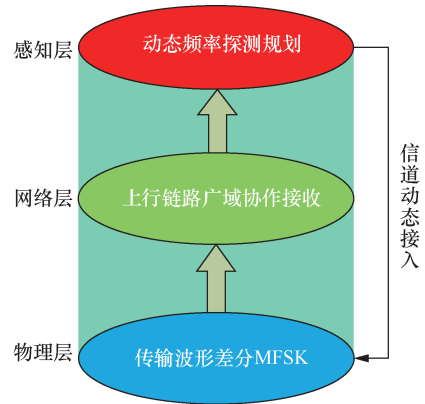 感知层
动态频率探测规划
网络层
上行链路广域协作接收
信道动态接入
物理层
传输波形差分MFSK